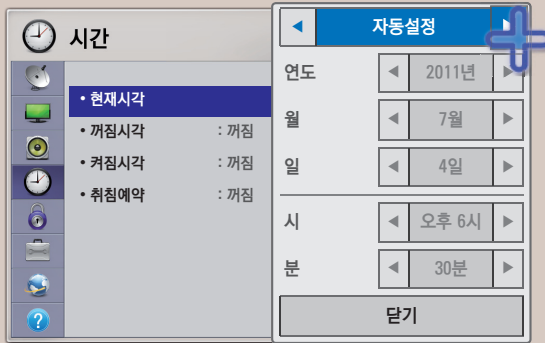 시간
• 현재시각
• 꺼짐시각 : 꺼짐
• 켜짐시각 : 꺼짐
• 취침예약 : 꺼짐
◀ 자동설정 ▶
연도 ◀ 2011년 ▶
월 ◀ 7월 ▶
일 ◀ 4일 ▶
시 ◀ 오후 6시 ▶
분 ◀ 30분 ▶
닫기
?